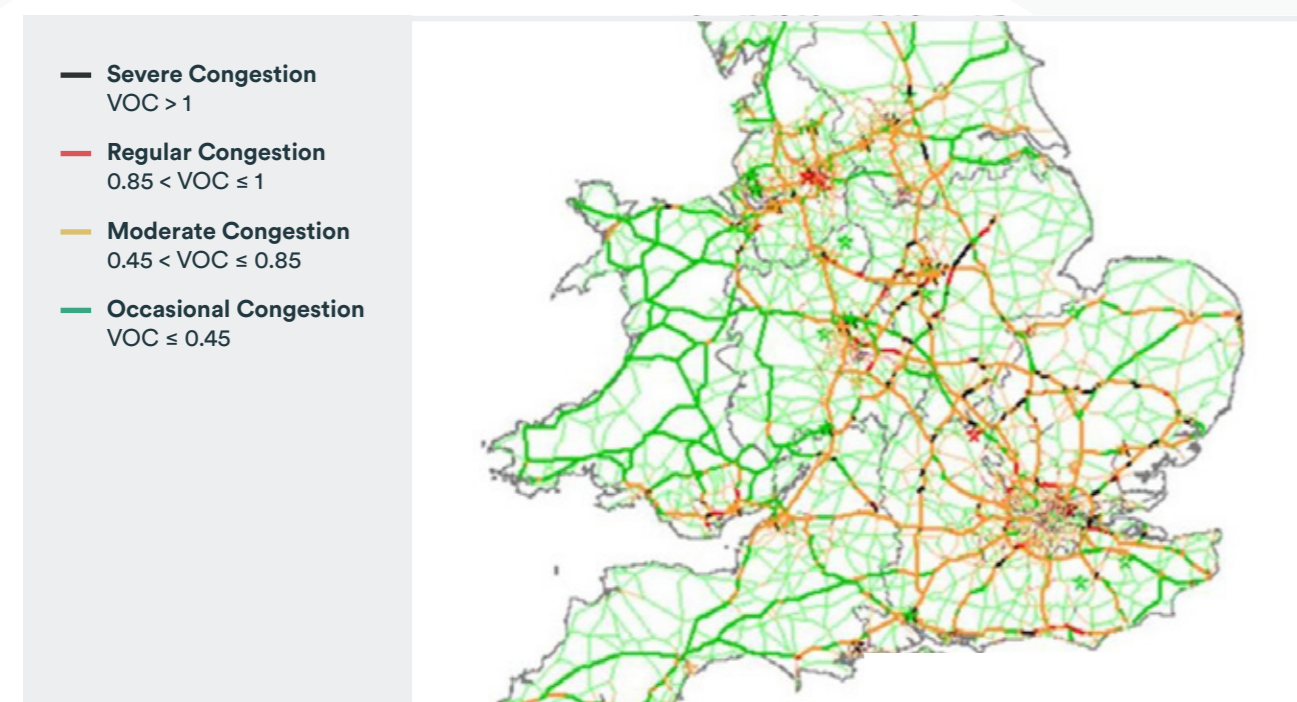 Severe Congestion
VOC > 1
Regular Congestion
0.85 < VOC ≤ 1
Moderate Congestion
0.45 < VOC ≤ 0.85
Occasional Congestion
VOC ≤ 0.45